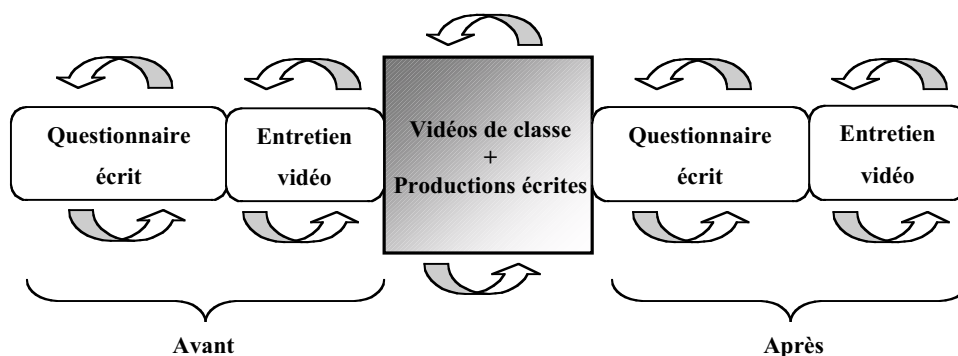 Questionnaire
écrit
Entretien
vidéo
Vidéos de classe
+
Productions écrites
Questionnaire
écrit
Entretien
vidéo
Avant
Après